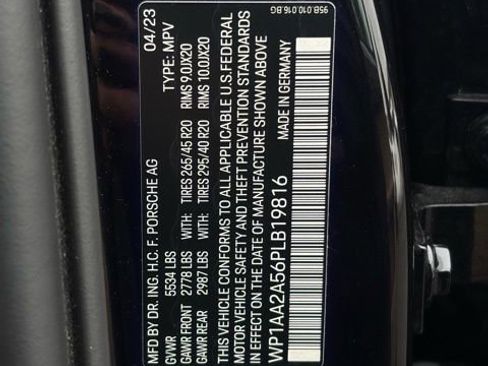 95B.010.016.BG
MFD BY DR. ING. H.C. F. PORSCHE AG 04/23
GVWR 5534 LBS TYPE: MPV
GAWR FRONT 2778 LBS WITH: TIRES 265/45 R20 RIMS 9.0JX20
GAWR REAR 2987 LBS WITH: TIRES 295/40 R20 RIMS 10.0JX20
THIS VEHICLE CONFORMS TO ALL APPLICABLE U.S. FEDERAL
MOTOR VEHICLE SAFETY AND THEFT PREVENTION STANDARDS
IN EFFECT ON THE DATE OF MANUFACTURE SHOWN ABOVE
WP1AA2A56PLB19816 MADE IN GERMANY